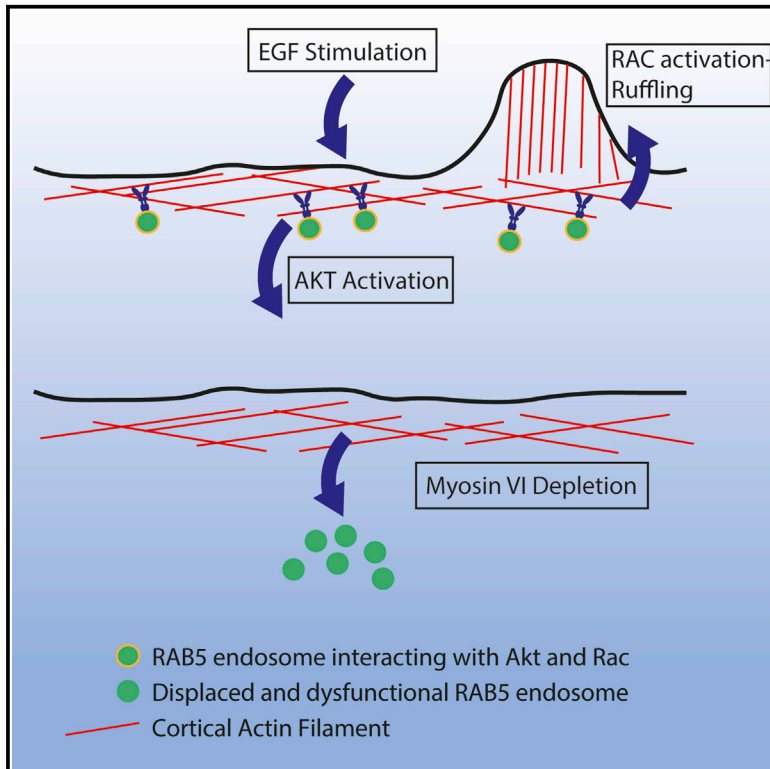 EGF Stimulation
RAC activation-
Ruffling
AKT Activation
Myosin VI Depletion
RAB5 endosome interacting with Akt and Rac
Displaced and dysfunctional RAB5 endosome
Cortical Actin Filament